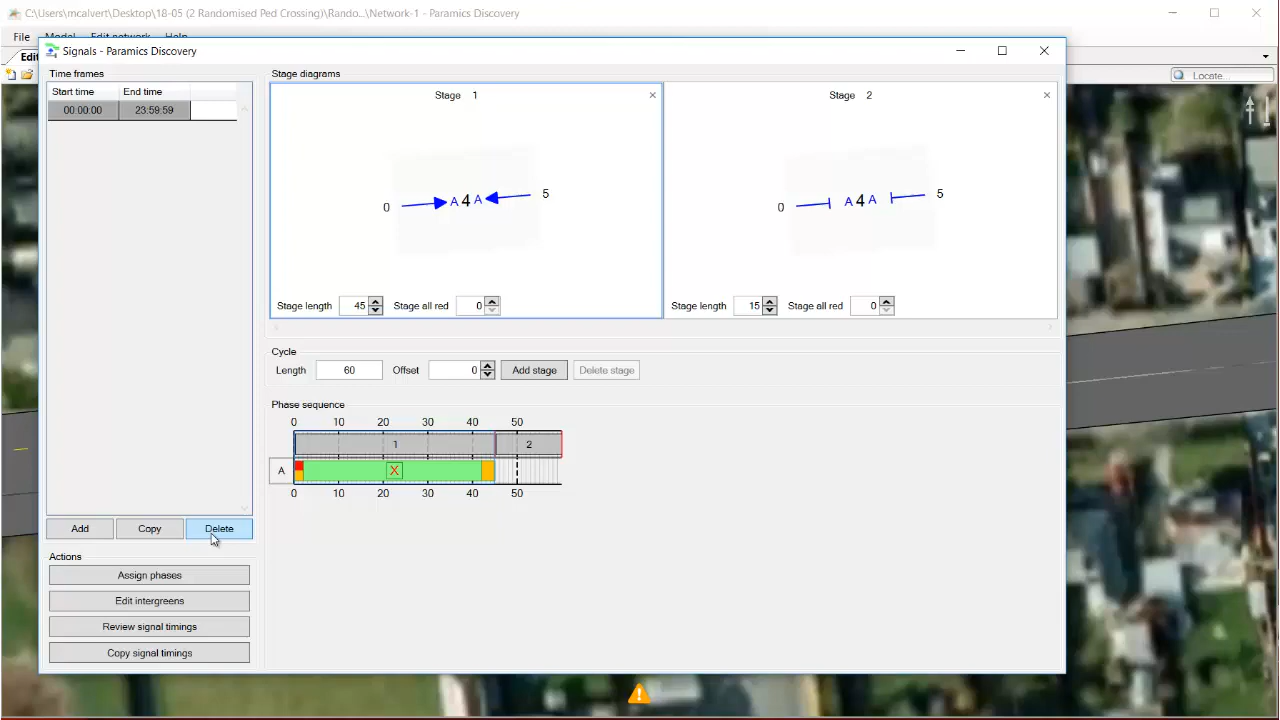 C:\Users\mcalvert\Desktop\18-05 (2 Randomised Ped Crossing)\Rando...\Network-1 - Paramics Discovery
File Model Edit network Help
Signals - Paramics Discovery
Edi
Locate...
Time frames
Start time End time
00:00:00 23:59:59
Stage diagrams
Stage 1 ×
0 A 4 A 5
Stage length 45 Stage all red 0
Stage 2 ×
0 A 4 A 5
Stage length 15 Stage all red 0
Cycle
Length 60 Offset 0 Add stage Delete stage
Phase sequence
0 10 20 30 40 50
1 2
A X
0 10 20 30 40 50
Add Copy Delete
Actions
Assign phases
Edit intergreens
Review signal timings
Copy signal timings